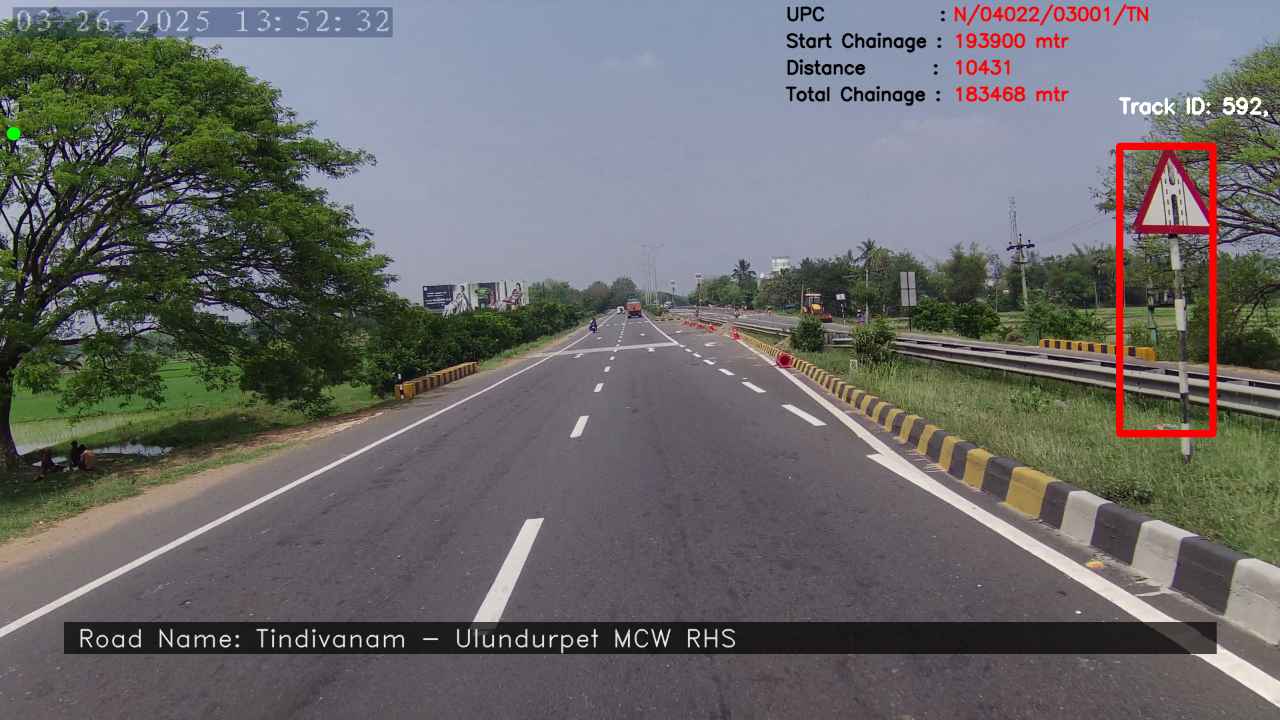 03-26-2025 13:52:32
UPC : N/04022/03001/TN
Start Chainage : 193900 mtr
Distance : 10431
Total Chainage : 183468 mtr
Track ID: 592,
Road Name: Tindivanam - Ulundurpet MCW RHS